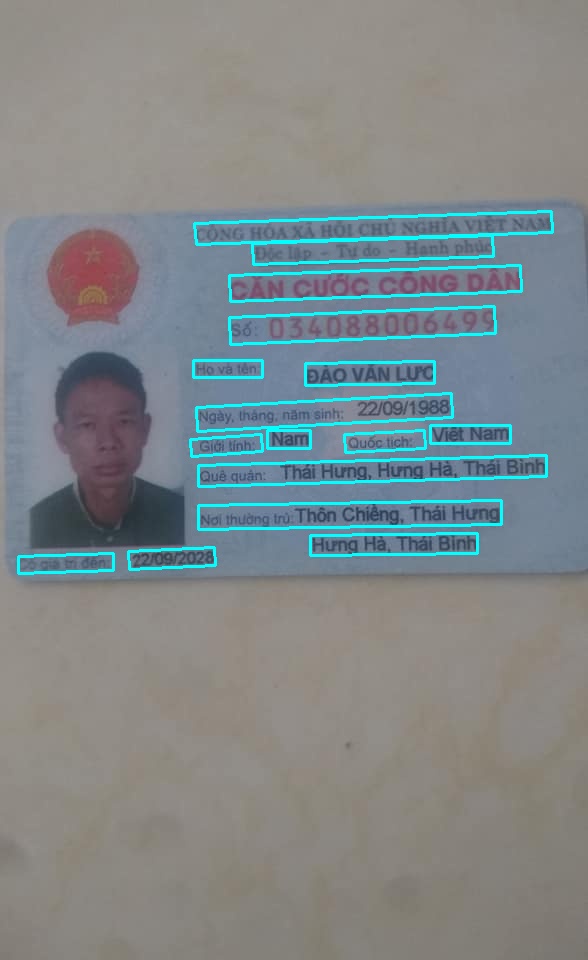 CỘNG HÒA XÃ HỘI CHỦ NGHĨA VIỆT NAM
Độc lập - Tự do - Hạnh phúc
CĂN CƯỚC CÔNG DÂN
Số: 034088006499
Họ và tên: ĐÀO VĂN LỰC
Ngày, tháng, năm sinh: 22/09/1988
Giới tính: Nam Quốc tịch: Việt Nam
Quê quán: Thái Hưng, Hưng Hà, Thái Bình
Nơi thường trú: Thôn Chiềng, Thái Hưng
Hưng Hà, Thái Bình
Có giá trị đến: 22/09/2028